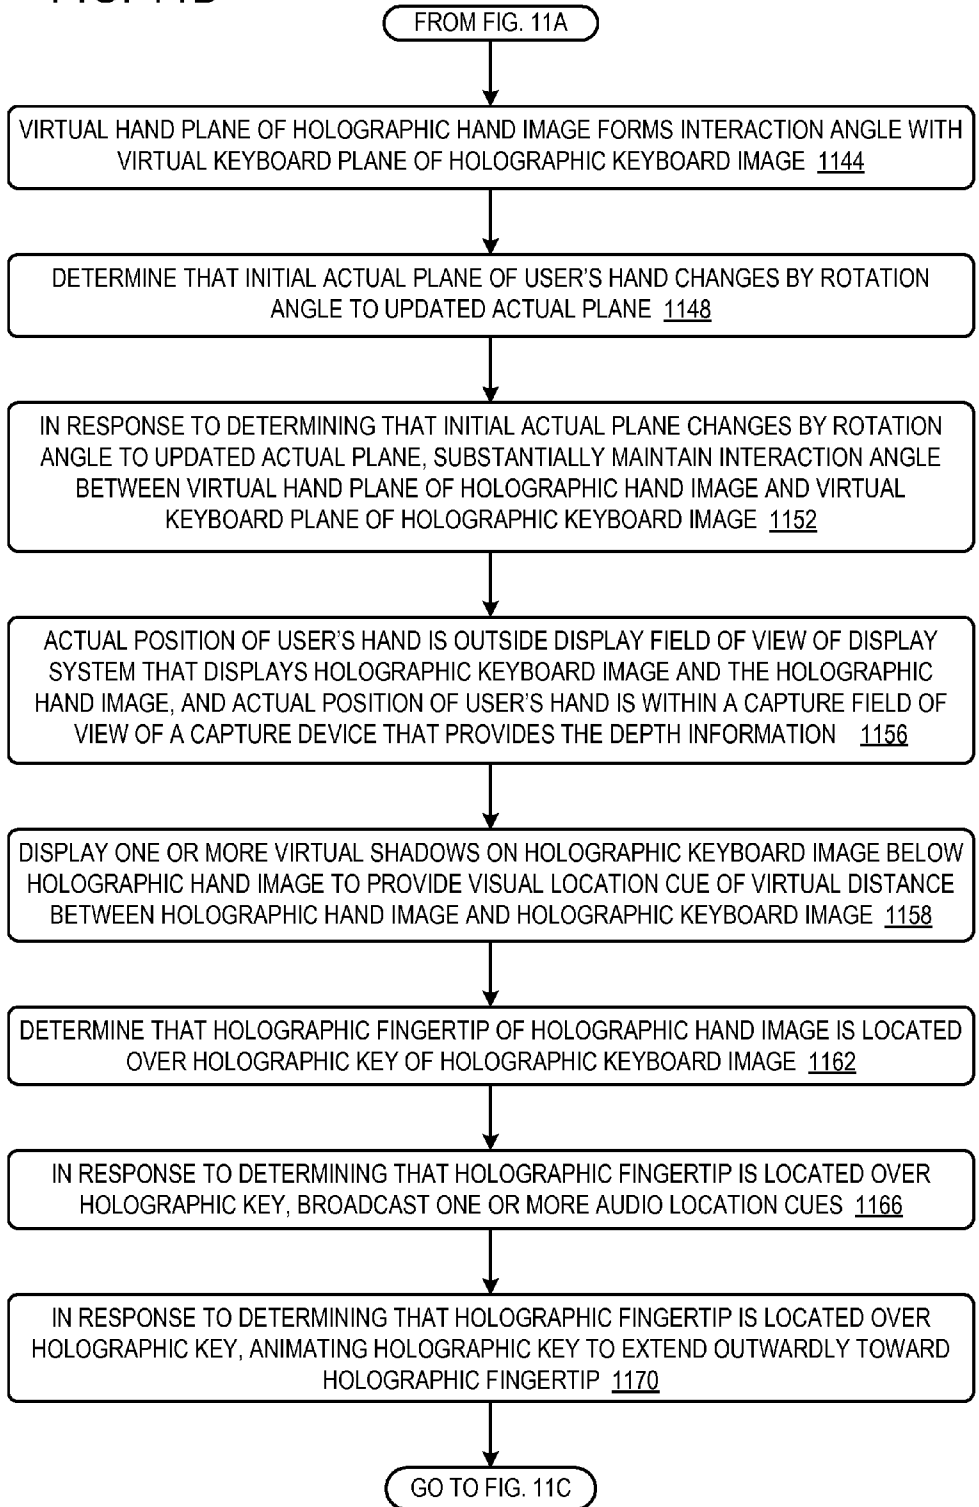 FIG. 11B
FROM FIG. 11A
VIRTUAL HAND PLANE OF HOLOGRAPHIC HAND IMAGE FORMS INTERACTION ANGLE WITH
VIRTUAL KEYBOARD PLANE OF HOLOGRAPHIC KEYBOARD IMAGE 1144
DETERMINE THAT INITIAL ACTUAL PLANE OF USER'S HAND CHANGES BY ROTATION
ANGLE TO UPDATED ACTUAL PLANE 1148
IN RESPONSE TO DETERMINING THAT INITIAL ACTUAL PLANE CHANGES BY ROTATION
ANGLE TO UPDATED ACTUAL PLANE, SUBSTANTIALLY MAINTAIN INTERACTION ANGLE
BETWEEN VIRTUAL HAND PLANE OF HOLOGRAPHIC HAND IMAGE AND VIRTUAL
KEYBOARD PLANE OF HOLOGRAPHIC KEYBOARD IMAGE 1152
ACTUAL POSITION OF USER'S HAND IS OUTSIDE DISPLAY FIELD OF VIEW OF DISPLAY
SYSTEM THAT DISPLAYS HOLOGRAPHIC KEYBOARD IMAGE AND THE HOLOGRAPHIC
HAND IMAGE, AND ACTUAL POSITION OF USER'S HAND IS WITHIN A CAPTURE FIELD OF
VIEW OF A CAPTURE DEVICE THAT PROVIDES THE DEPTH INFORMATION 1156
DISPLAY ONE OR MORE VIRTUAL SHADOWS ON HOLOGRAPHIC KEYBOARD IMAGE BELOW
HOLOGRAPHIC HAND IMAGE TO PROVIDE VISUAL LOCATION CUE OF VIRTUAL DISTANCE
BETWEEN HOLOGRAPHIC HAND IMAGE AND HOLOGRAPHIC KEYBOARD IMAGE 1158
DETERMINE THAT HOLOGRAPHIC FINGERTIP OF HOLOGRAPHIC HAND IMAGE IS LOCATED
OVER HOLOGRAPHIC KEY OF HOLOGRAPHIC KEYBOARD IMAGE 1162
IN RESPONSE TO DETERMINING THAT HOLOGRAPHIC FINGERTIP IS LOCATED OVER
HOLOGRAPHIC KEY, BROADCAST ONE OR MORE AUDIO LOCATION CUES 1166
IN RESPONSE TO DETERMINING THAT HOLOGRAPHIC FINGERTIP IS LOCATED OVER
HOLOGRAPHIC KEY, ANIMATING HOLOGRAPHIC KEY TO EXTEND OUTWARDLY TOWARD
HOLOGRAPHIC FINGERTIP 1170
GO TO FIG. 11C